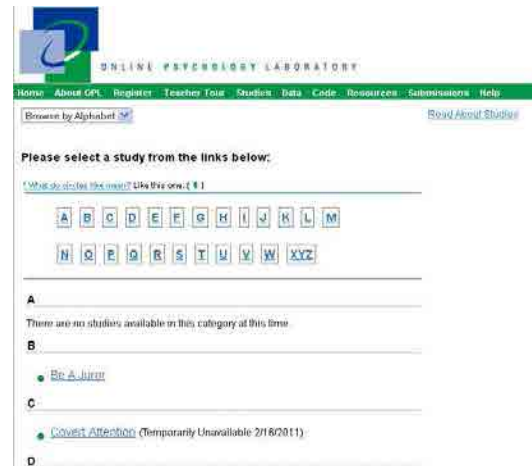 ONLINE PSYCHOLOGY LABORATORY
Home About OPL Register Teacher Tour Studies Data Code Resources Submissions Help
Browse by Alphabet
Read About Studies
Please select a study from the links below:
What do circles like mean? Like this one. ( )
A B C D E F G H I J K L M
N O P Q R S T U V W XYZ
A
There are no studies available in this category at this time.
B
Be A Juror
C
Covert Attention (Temporarily Unavailable 2/16/2011)
D